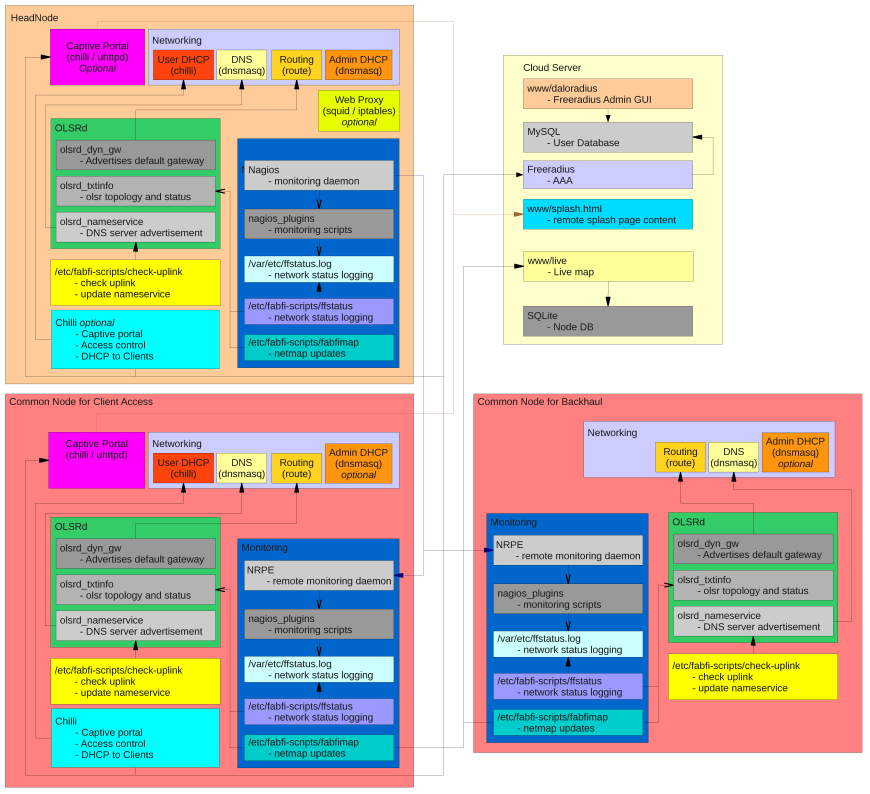 HeadNode
Captive Portal
(chilli / uhttpd)
Optional
Networking
User DHCP
(chilli)
DNS
(dnsmasq)
Routing
(route)
Admin DHCP
(dnsmasq)
Web Proxy
(squid / iptables)
optional
OLSRd
olsrd_dyn_gw
- Advertises default gateway
olsrd_txtinfo
- olsr topology and status
olsrd_nameservice
- DNS server advertisement
/etc/fabfi-scripts/check-uplink
- check uplink
- update nameservice
Chilli optional
- Captive portal
- Access control
- DHCP to Clients
Nagios
- monitoring daemon
nagios_plugins
- monitoring scripts
/var/etc/ffstatus.log
- network status logging
/etc/fabfi-scripts/ffstatus
- network status logging
/etc/fabfi-scripts/fabfimap
- netmap updates
Cloud Server
www/daloradius
- Freeradius Admin GUI
MySQL
- User Database
Freeradius
- AAA
www/splash.html
- remote splash page content
www/live
- Live map
SQLite
- Node DB
Common Node for Client Access
Captive Portal
(chilli / uhttpd)
Networking
User DHCP
(chilli)
DNS
(dnsmasq)
Routing
(route)
Admin DHCP
(dnsmasq)
optional
OLSRd
olsrd_dyn_gw
- Advertises default gateway
olsrd_txtinfo
- olsr topology and status
olsrd_nameservice
- DNS server advertisement
/etc/fabfi-scripts/check-uplink
- check uplink
- update nameservice
Chilli
- Captive portal
- Access control
- DHCP to Clients
Monitoring
NRPE
- remote monitoring daemon
nagios_plugins
- monitoring scripts
/var/etc/ffstatus.log
- network status logging
/etc/fabfi-scripts/ffstatus
- network status logging
/etc/fabfi-scripts/fabfimap
- netmap updates
Common Node for Backhaul
Networking
Routing
(route)
DNS
(dnsmasq)
Admin DHCP
(dnsmasq)
optional
Monitoring
NRPE
- remote monitoring daemon
nagios_plugins
- monitoring scripts
/var/etc/ffstatus.log
- network status logging
/etc/fabfi-scripts/ffstatus
- network status logging
/etc/fabfi-scripts/fabfimap
- netmap updates
OLSRd
olsrd_dyn_gw
- Advertises default gateway
olsrd_txtinfo
- olsr topology and status
olsrd_nameservice
- DNS server advertisement
/etc/fabfi-scripts/check-uplink
- check uplink
- update nameservice